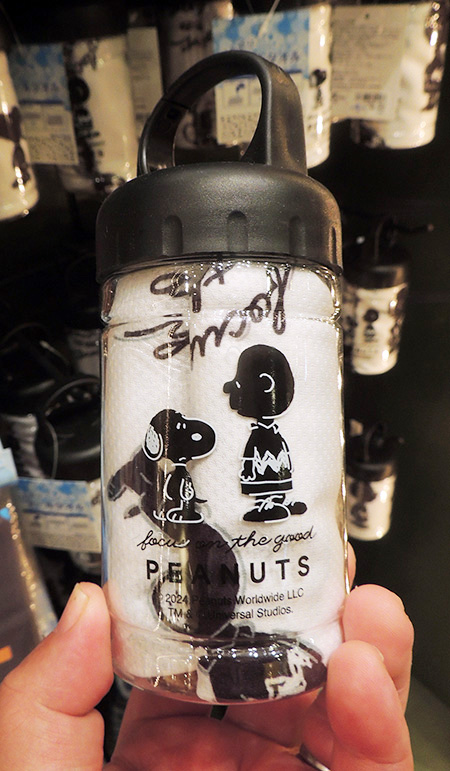 focus
focus on the good
PEANUTS
© 2024 Peanuts Worldwide LLC
TM & © Universal Studios.